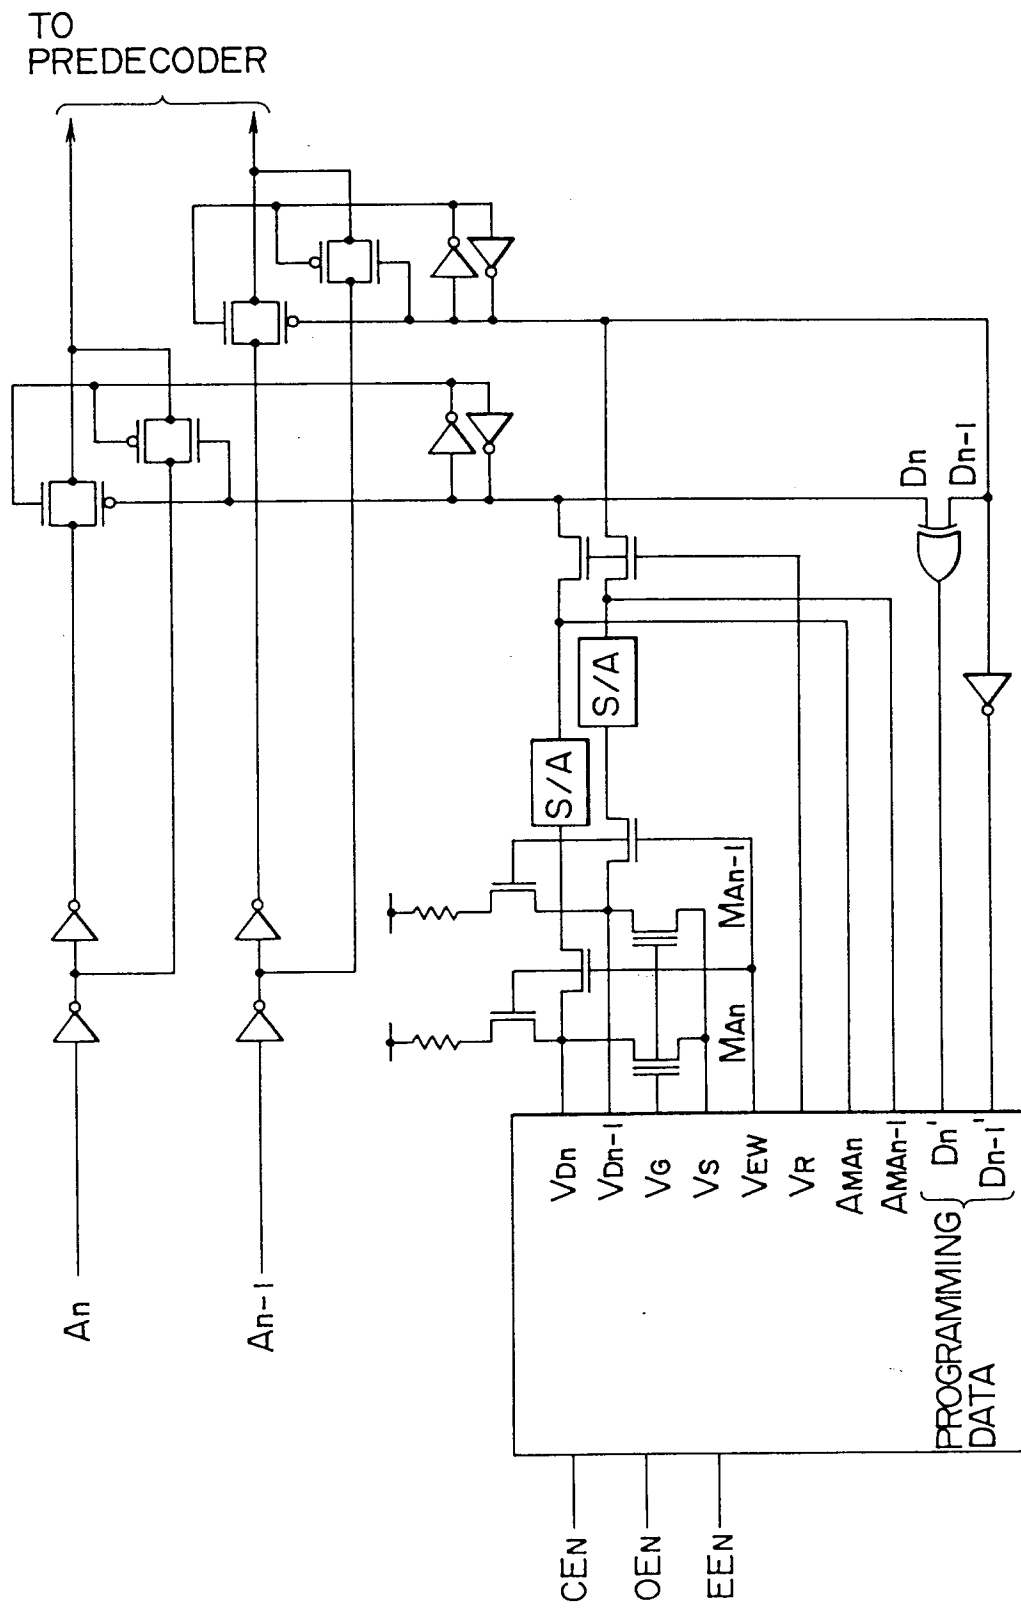 TO
PREDECODER
An
An-1
Dn
Dn-1
S/A
S/A
MAn-1
MAn
VDn
VDn-1
VG
VS
VEW
VR
AMAn
AMAn-1
Dn'
Dn-1'
PROGRAMMING
DATA
CEN
OEN
EEN